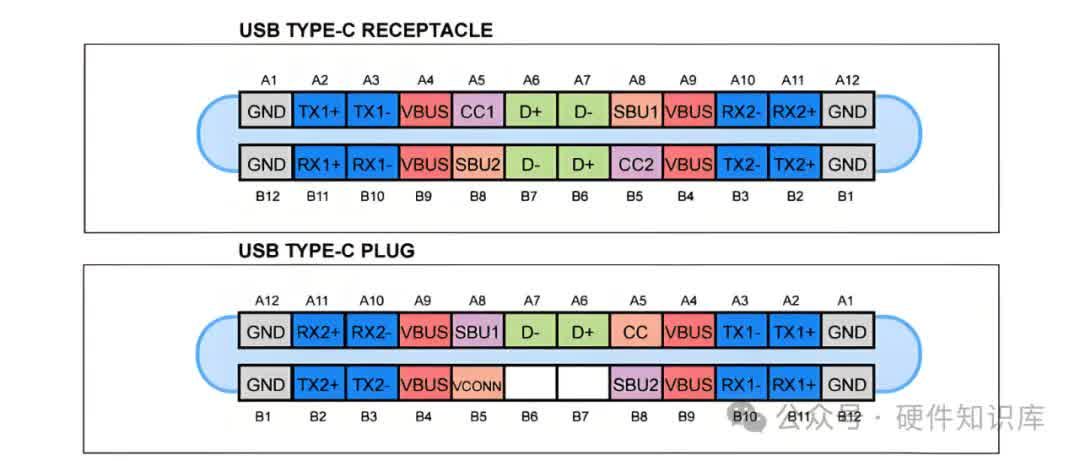 USB TYPE-C RECEPTACLE
A1 A2 A3 A4 A5 A6 A7 A8 A9 A10 A11 A12
GND TX1+ TX1- VBUS CC1 D+ D- SBU1 VBUS RX2- RX2+ GND
GND RX1+ RX1- VBUS SBU2 D- D+ CC2 VBUS TX2- TX2+ GND
B12 B11 B10 B9 B8 B7 B6 B5 B4 B3 B2 B1
USB TYPE-C PLUG
A12 A11 A10 A9 A8 A7 A6 A5 A4 A3 A2 A1
GND RX2+ RX2- VBUS SBU1 D- D+ CC VBUS TX1- TX1+ GND
GND TX2+ TX2- VBUS VCONN SBU2 VBUS RX1- RX1+ GND
B1 B2 B3 B4 B5 B6 B7 B8 B9 B10 B11 B12
公众号 · 硬件知识库